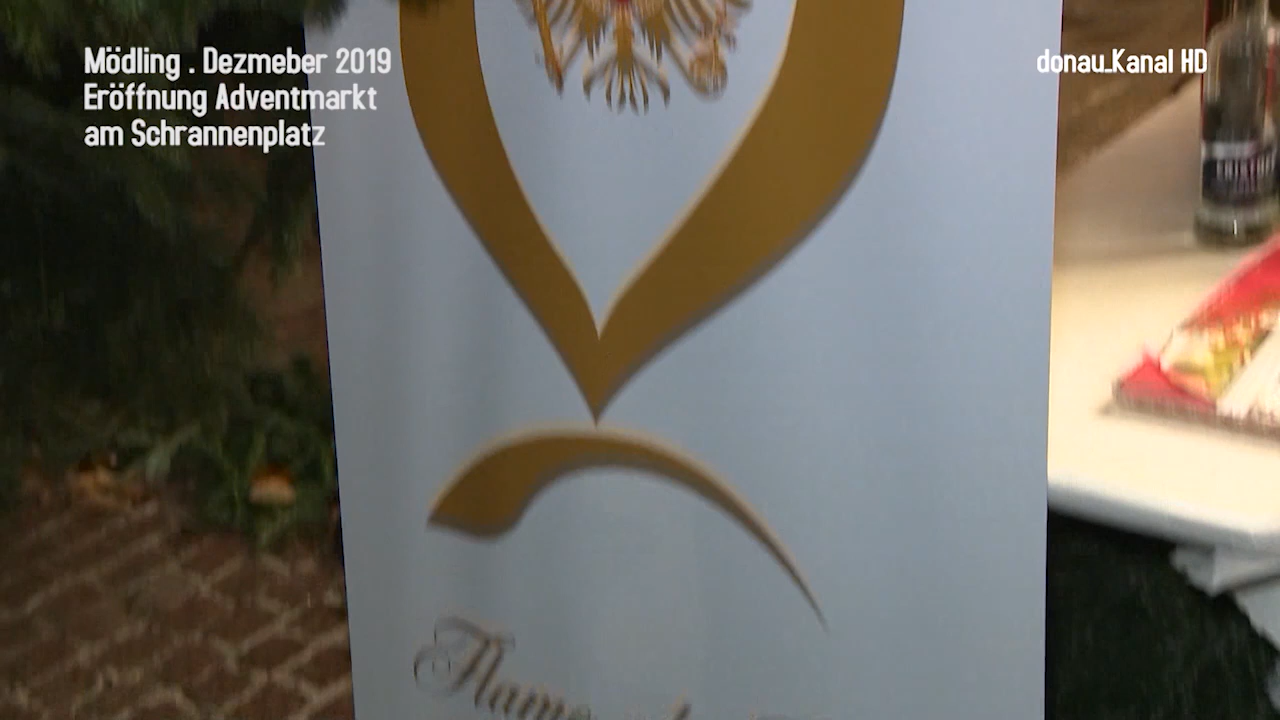 Mödling . Dezmeber 2019
Eröffnung Adventmarkt
am Schrannenplatz
donau_Kanal HD